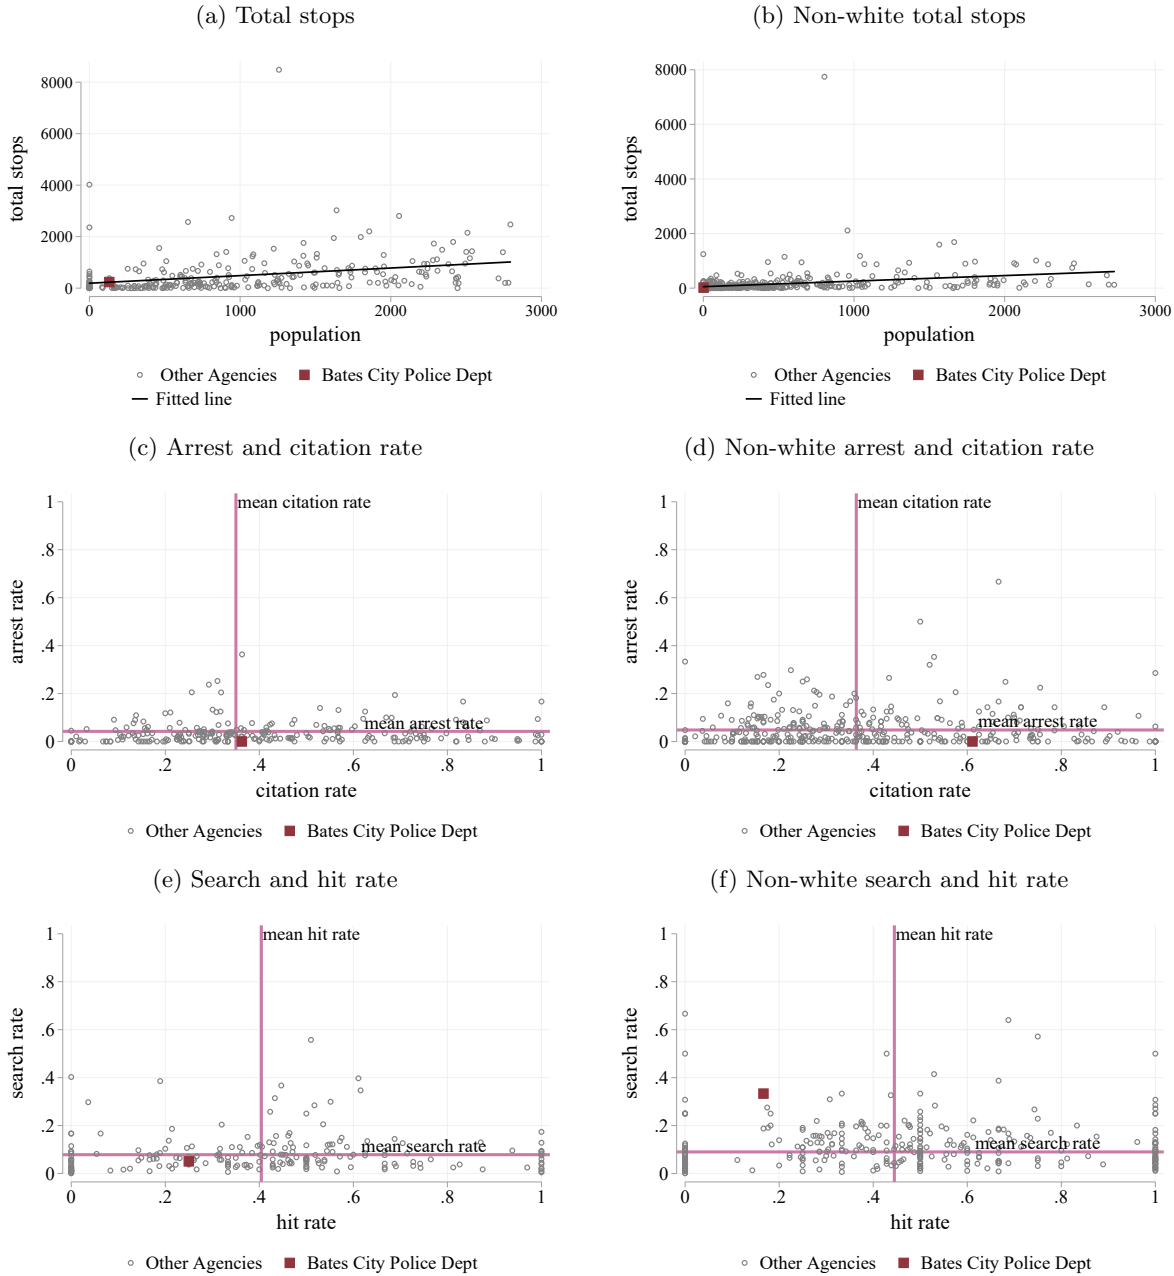 (a) Total stops
(b) Non-white total stops
total stops
8000
6000
4000
2000
0
0
1000
2000
3000
population
Other Agencies
Bates City Police Dept
Fitted line
total stops
8000
6000
4000
2000
0
0
1000
2000
3000
population
Other Agencies
Bates City Police Dept
Fitted line
(c) Arrest and citation rate
(d) Non-white arrest and citation rate
arrest rate
1
.8
.6
.4
.2
0
mean citation rate
mean arrest rate
0
.2
.4
.6
.8
1
citation rate
Other Agencies
Bates City Police Dept
arrest rate
1
.8
.6
.4
.2
0
mean citation rate
mean arrest rate
0
.2
.4
.6
.8
1
citation rate
Other Agencies
Bates City Police Dept
(e) Search and hit rate
(f) Non-white search and hit rate
search rate
1
.8
.6
.4
.2
0
mean hit rate
mean search rate
0
.2
.4
.6
.8
1
hit rate
Other Agencies
Bates City Police Dept
search rate
1
.8
.6
.4
.2
0
mean hit rate
mean search rate
0
.2
.4
.6
.8
1
hit rate
Other Agencies
Bates City Police Dept